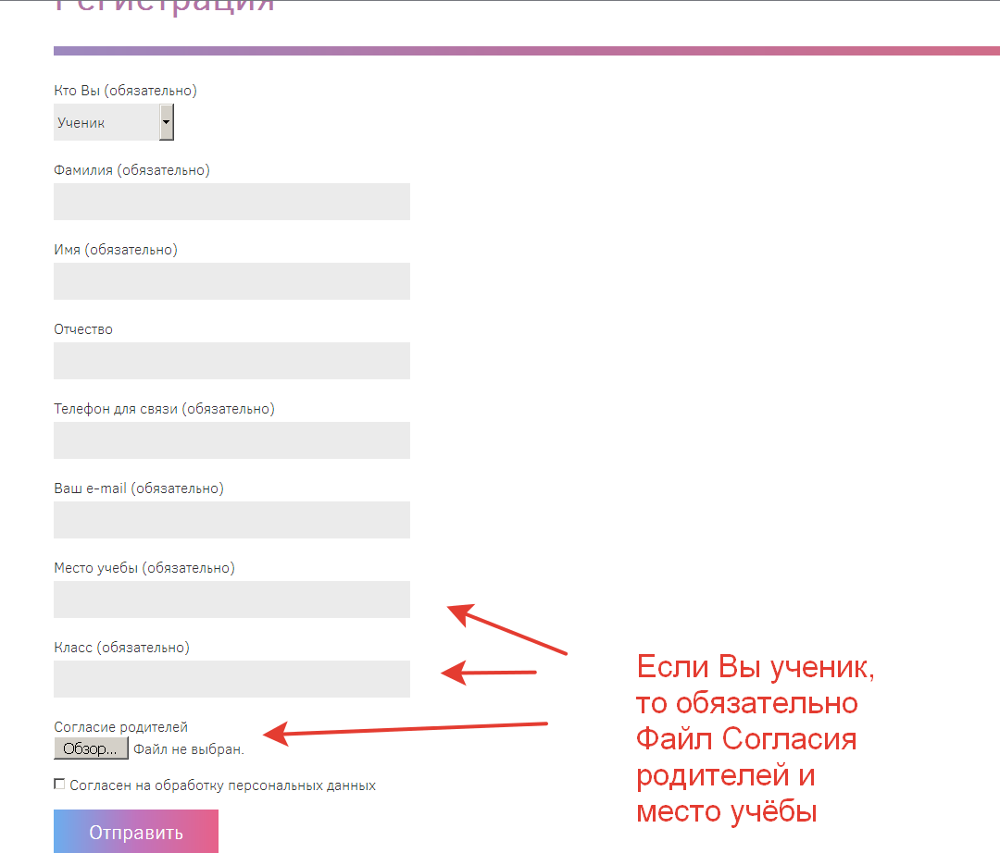 Регистрация
Кто Вы (обязательно)
Ученик
Фамилия (обязательно)
Имя (обязательно)
Отчество
Телефон для связи (обязательно)
Ваш e-mail (обязательно)
Место учебы (обязательно)
Класс (обязательно)
Согласие родителей
Обзор... Файл не выбран.
Согласен на обработку персональных данных
Отправить
Если Вы ученик,
то обязательно
Файл Согласия
родителей и
место учёбы